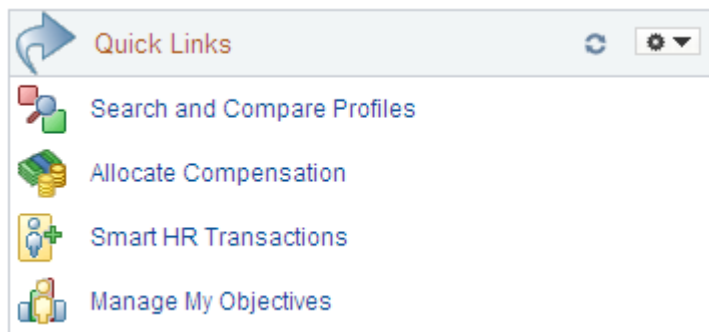 Quick Links
Search and Compare Profiles
Allocate Compensation
Smart HR Transactions
Manage My Objectives